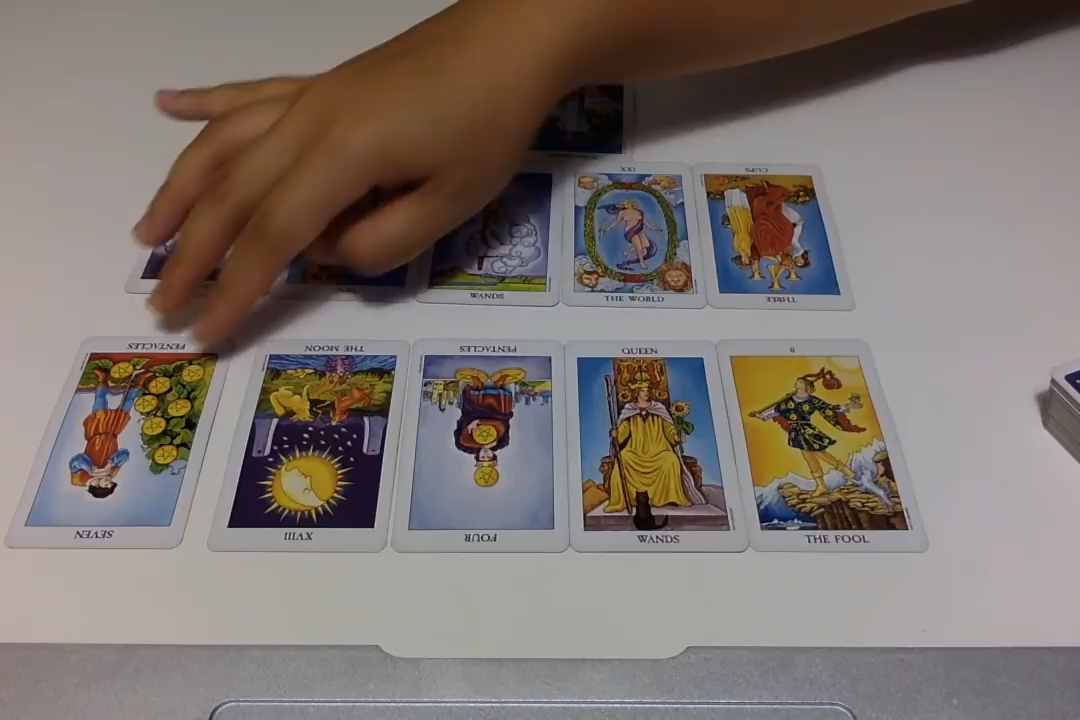 XXI
CUPS
WANDS
THE WORLD
THREE
PENTACLES
THE MOON
PENTACLES
QUEEN
0
SEVEN
XVIII
FOUR
WANDS
THE FOOL